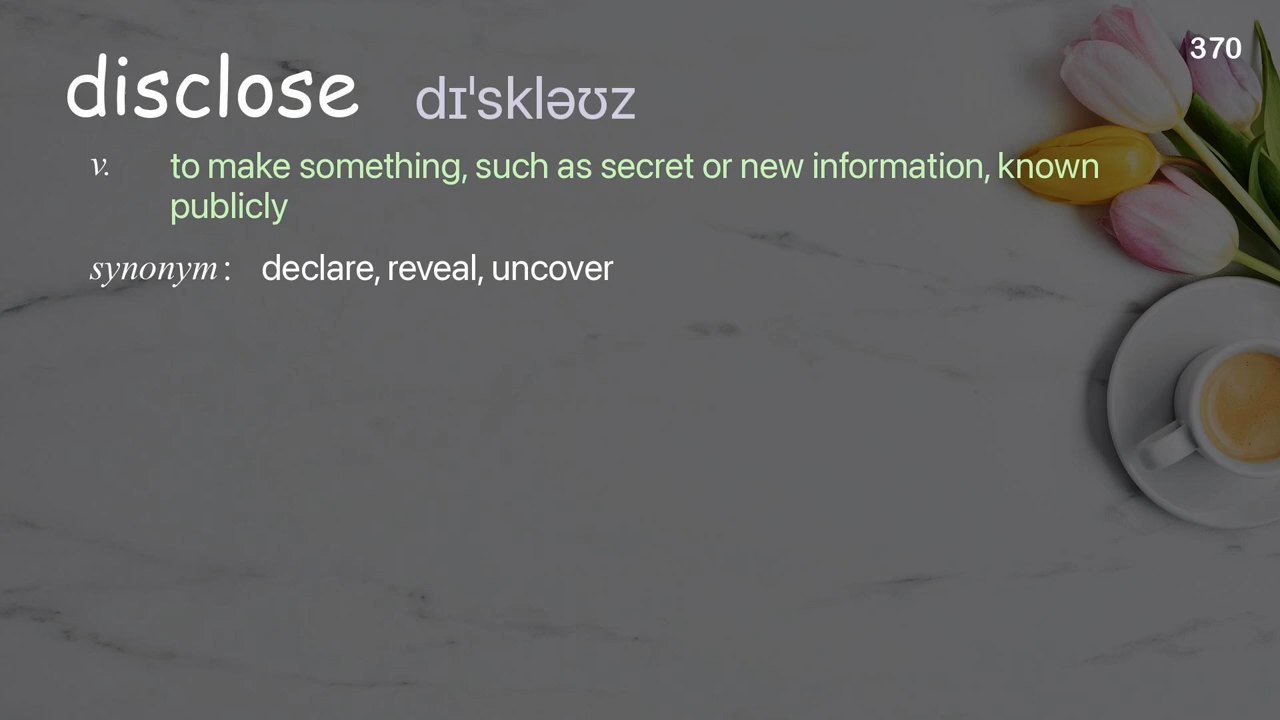 370
disclose dɪˈskləʊz
v. to make something, such as secret or new information, known
publicly
synonym : declare, reveal, uncover